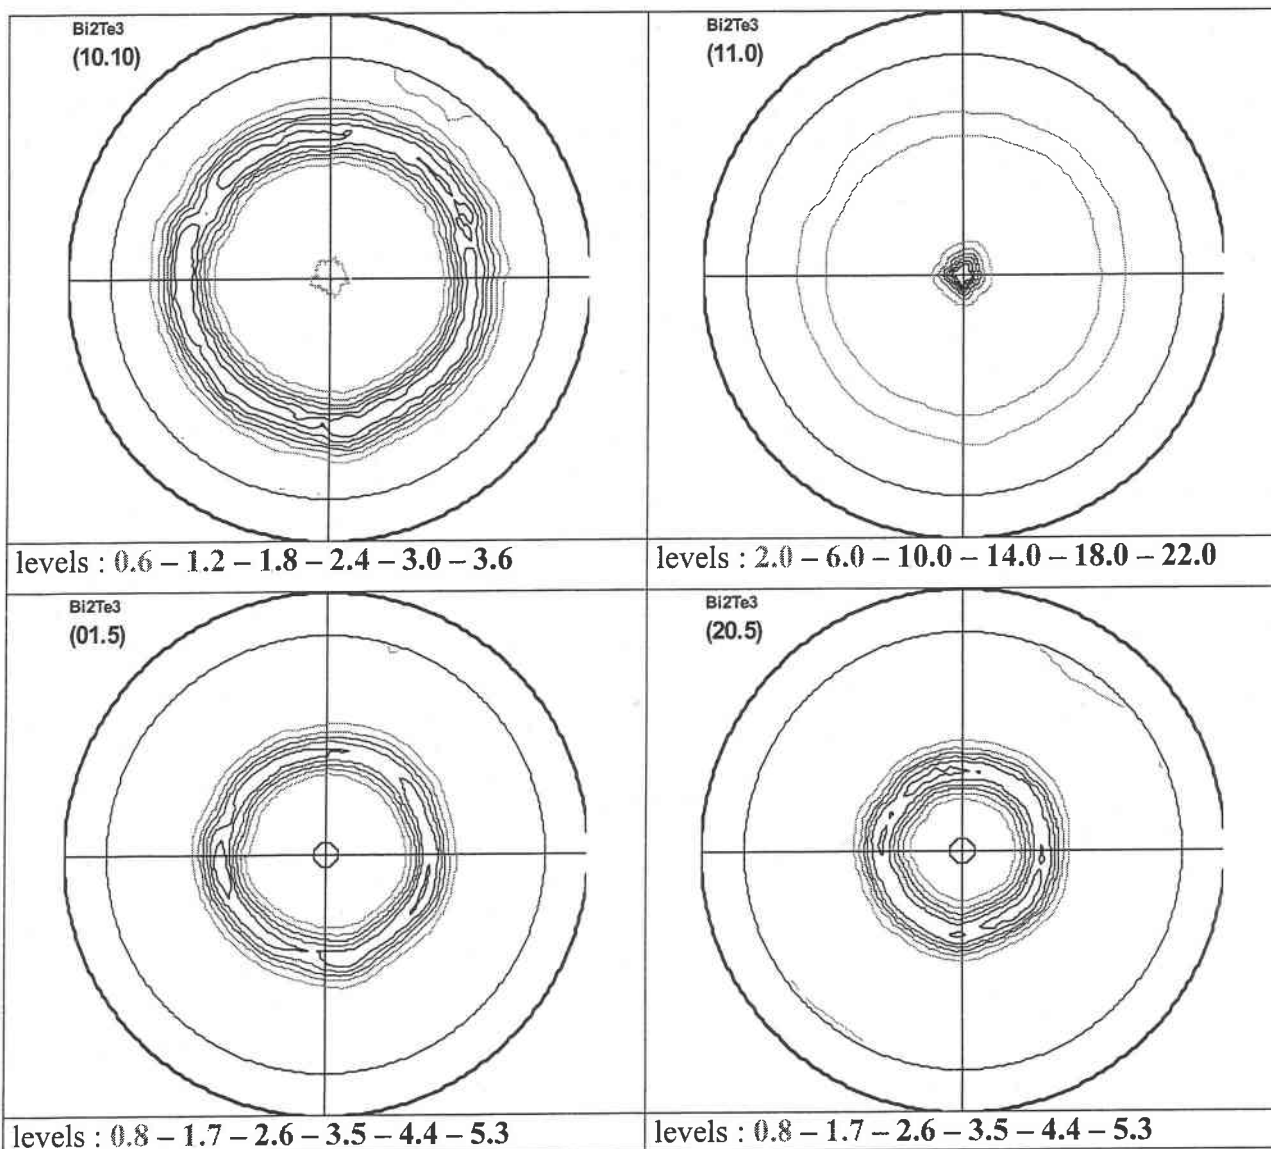 Bi2Te3
(10.10)
Bi2Te3
(11.0)
levels : 0.6 – 1.2 – 1.8 – 2.4 – 3.0 – 3.6
levels : 2.0 – 6.0 – 10.0 – 14.0 – 18.0 – 22.0
Bi2Te3
(01.5)
Bi2Te3
(20.5)
levels : 0.8 – 1.7 – 2.6 – 3.5 – 4.4 – 5.3
levels : 0.8 – 1.7 – 2.6 – 3.5 – 4.4 – 5.3